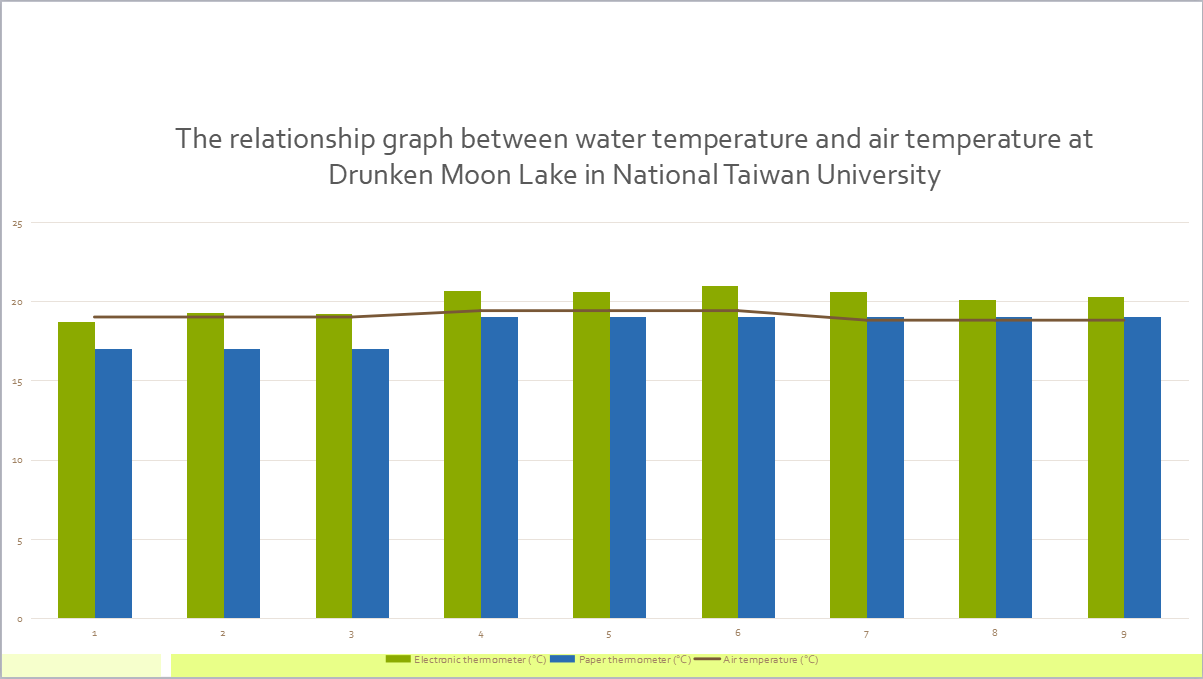 The relationship graph between water temperature and air temperature at
Drunken Moon Lake in National Taiwan University
25
20
15
10
5
0
1 2 3 4 5 6 7 8 9
Electronic thermometer (°C) Paper thermometer (°C) Air temperature (°C)